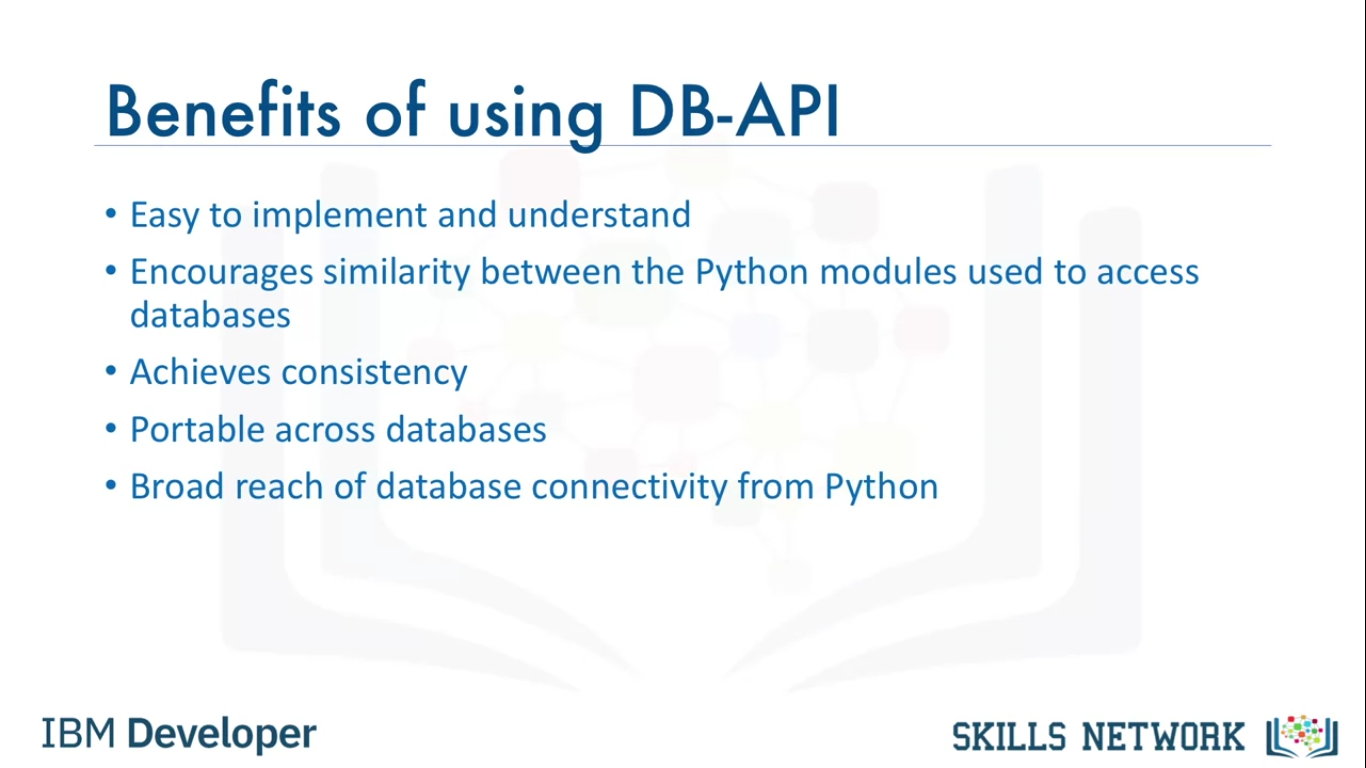 Benefits of using DB-API
• Easy to implement and understand
• Encourages similarity between the Python modules used to access
databases
• Achieves consistency
• Portable across databases
• Broad reach of database connectivity from Python
IBM Developer
SKILLS NETWORK